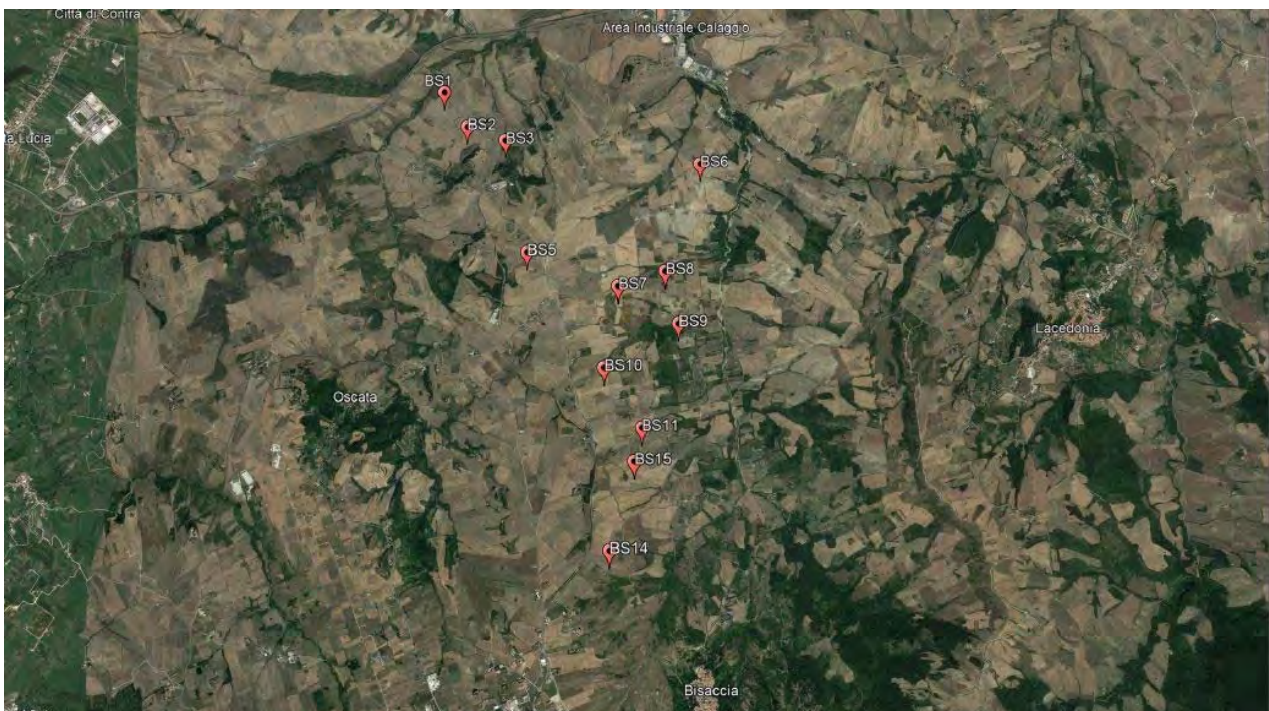 Città di Contra
Area Industriale Calaggio
BS1
BS2
BS3
ta Lucia
BS6
BS5
BS8
BS7
BS9
Lacedonia
BS10
Oscata
BS11
BS15
BS14
Bisaccia